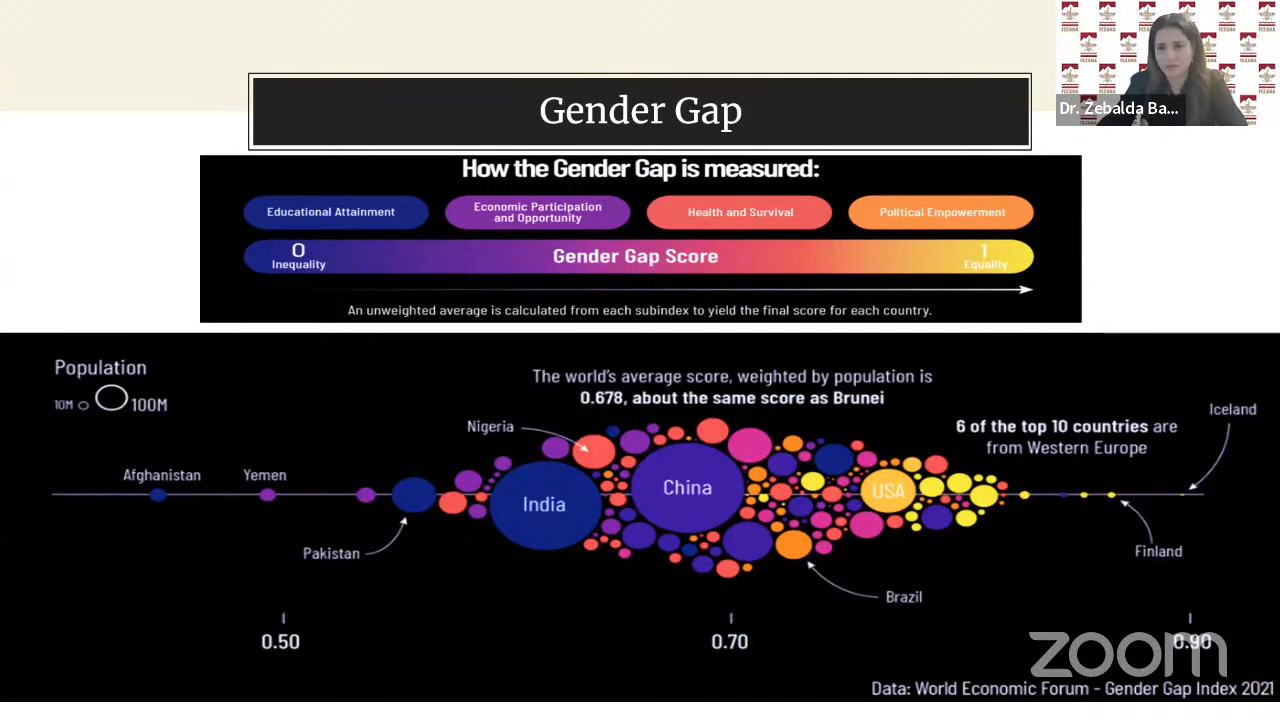 Gender Gap
Dr. Zebalda Ba...
FEZANA
How the Gender Gap is measured:
Educational Attainment
Economic Participation
and Opportunity
Health and Survival
Political Empowerment
0
Inequality
Gender Gap Score
1
Equality
An unweighted average is calculated from each subindex to yield the final score for each country.
Population
10M
100M
The world's average score, weighted by population is
0.678, about the same score as Brunei
6 of the top 10 countries are
from Western Europe
Iceland
Nigeria
Afghanistan
Yemen
India
China
USA
Pakistan
Finland
Brazil
0.50
0.70
0.90
zoom
Data: World Economic Forum - Gender Gap Index 2021